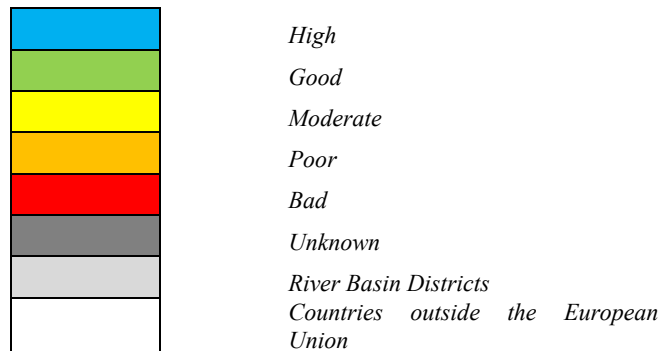 High
Good
Moderate
Poor
Bad
Unknown
River Basin Districts
Countries outside the European
Union